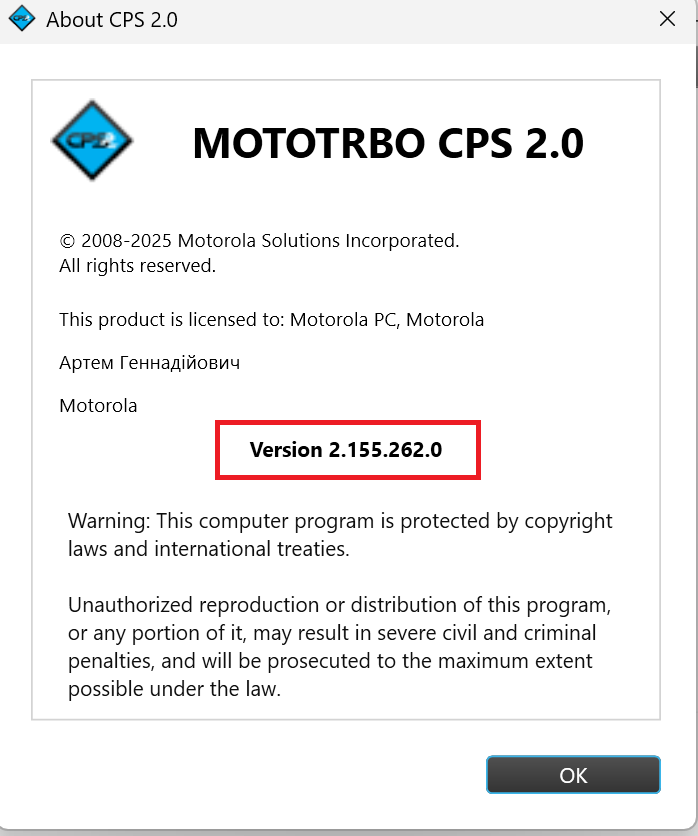 About CPS 2.0
MOTOTRBO CPS 2.0
© 2008-2025 Motorola Solutions Incorporated.
All rights reserved.
This product is licensed to: Motorola PC, Motorola
Артем Геннадійович
Motorola
Version 2.155.262.0
Warning: This computer program is protected by copyright
laws and international treaties.
Unauthorized reproduction or distribution of this program,
or any portion of it, may result in severe civil and criminal
penalties, and will be prosecuted to the maximum extent
possible under the law.
OK